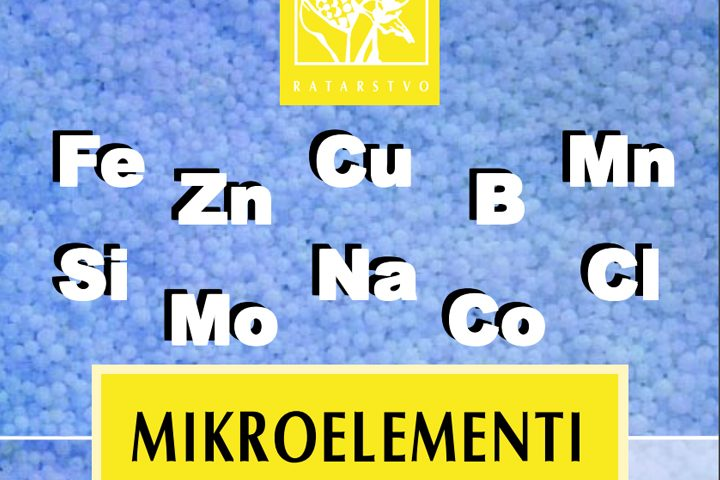 RATARSTVO
Fe Zn Cu B Mn
Si Mo Na Co Cl
MIKROELEMENTI